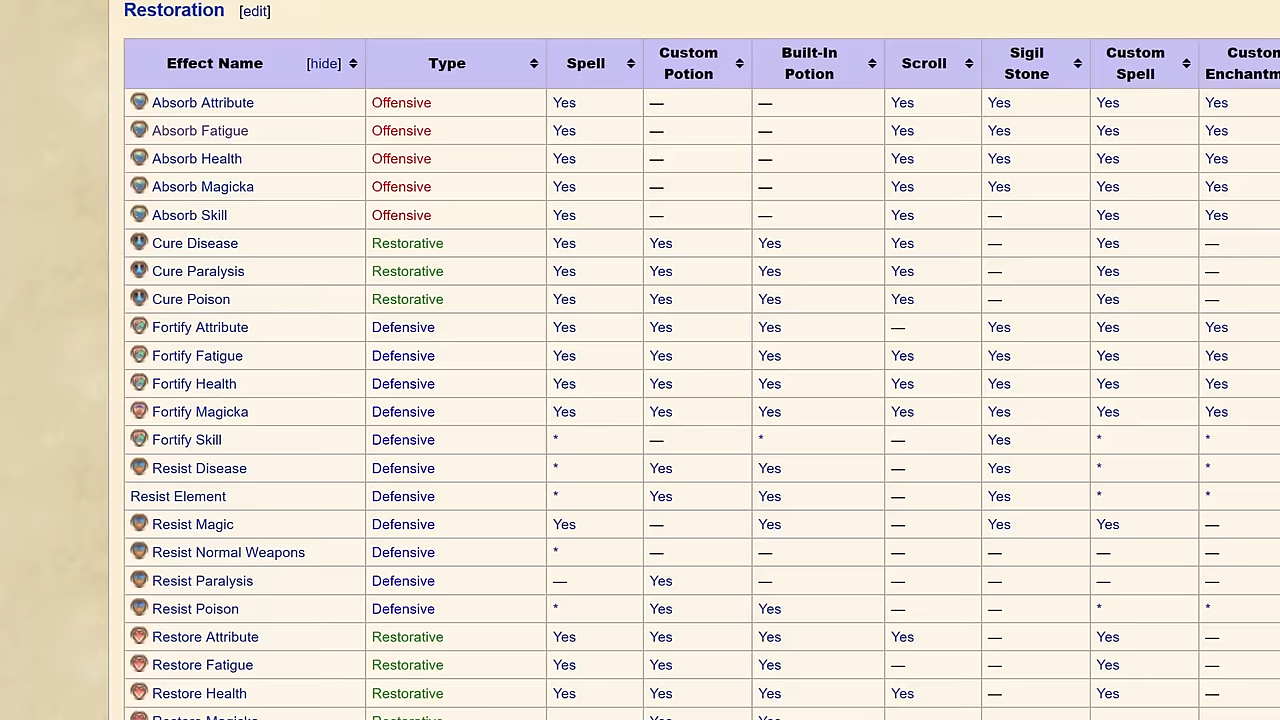 Restoration [edit]
Effect Name [hide] Type Spell Custom Potion Built-In Potion Scroll Sigil Stone Custom Spell
Absorb Attribute Offensive Yes — — Yes Yes Yes Yes
Absorb Fatigue Offensive Yes — — Yes Yes Yes Yes
Absorb Health Offensive Yes — — Yes Yes Yes Yes
Absorb Magicka Offensive Yes — — Yes Yes Yes Yes
Absorb Skill Offensive Yes — — Yes — Yes Yes
Cure Disease Restorative Yes Yes Yes Yes — Yes —
Cure Paralysis Restorative Yes Yes Yes Yes — Yes —
Cure Poison Restorative Yes Yes Yes Yes — Yes —
Fortify Attribute Defensive Yes Yes Yes — Yes Yes Yes
Fortify Fatigue Defensive Yes Yes Yes Yes Yes Yes Yes
Fortify Health Defensive Yes Yes Yes Yes Yes Yes Yes
Fortify Magicka Defensive Yes Yes Yes Yes Yes Yes Yes
Fortify Skill Defensive * — * — Yes * *
Resist Disease Defensive * Yes Yes — Yes * *
Resist Element Defensive * Yes Yes — Yes * *
Resist Magic Defensive Yes — Yes — Yes Yes —
Resist Normal Weapons Defensive * — — — — — —
Resist Paralysis Defensive — Yes — — — — —
Resist Poison Defensive * Yes Yes — — * *
Restore Attribute Restorative Yes Yes Yes Yes — Yes —
Restore Fatigue Restorative Yes Yes Yes — — Yes —
Restore Health Restorative Yes Yes Yes Yes — Yes —